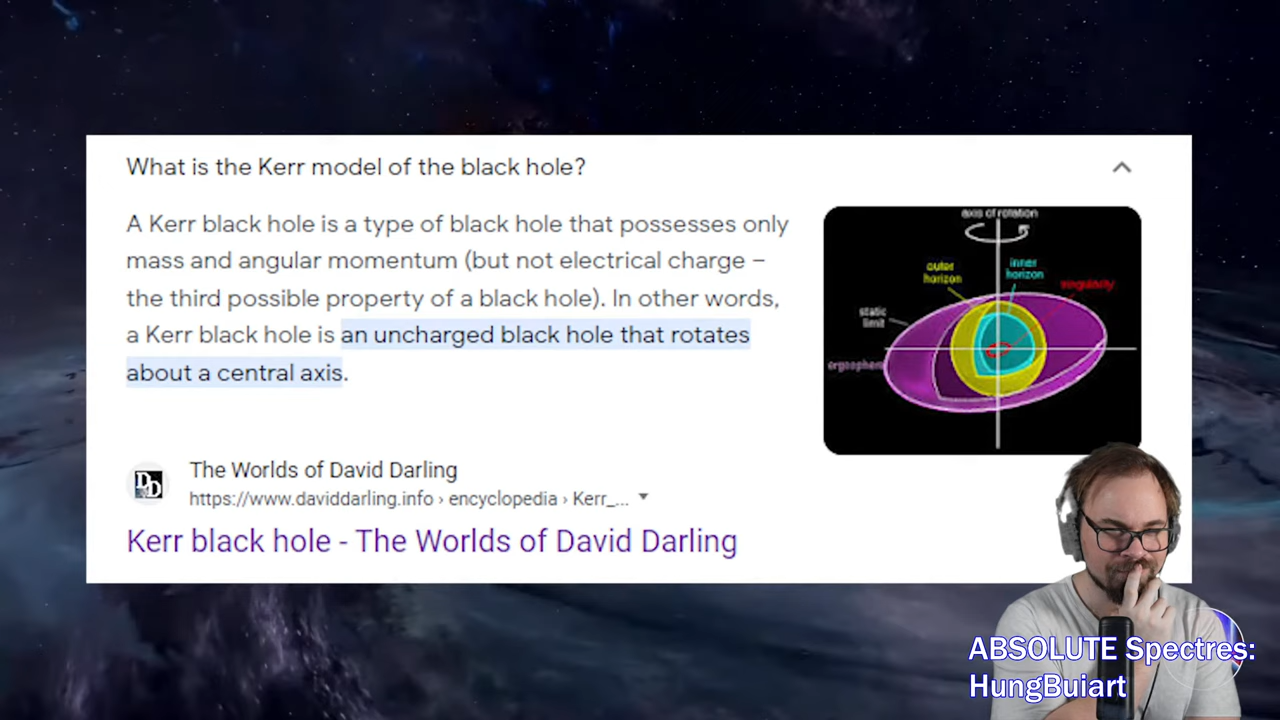 What is the Kerr model of the black hole?
A Kerr black hole is a type of black hole that possesses only
mass and angular momentum (but not electrical charge –
the third possible property of a black hole). In other words,
a Kerr black hole is an uncharged black hole that rotates
about a central axis.
axis of rotation
outer
horizon
inner
horizon
singularity
static
limit
ergosphere
DD
The Worlds of David Darling
https://www.daviddarling.info › encyclopedia › Kerr_...
Kerr black hole - The Worlds of David Darling
ABSOLUTE Spectres:
HungBuiart